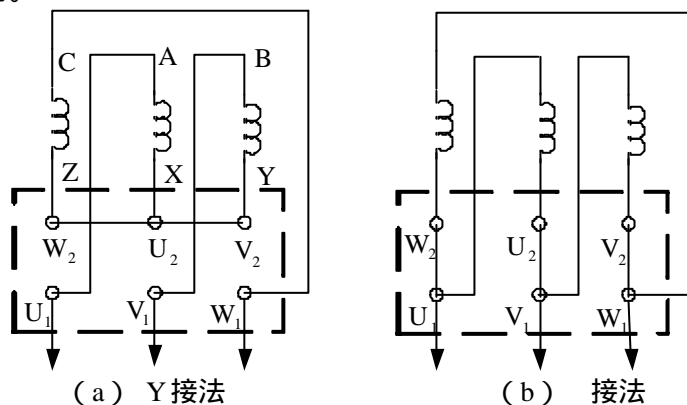 C A B
Z X Y
W₂ U₂ V₂
U₁ V₁ W₁
W₂ U₂ V₂
U₁ V₁ W₁
(a) Y接法
(b) 接法